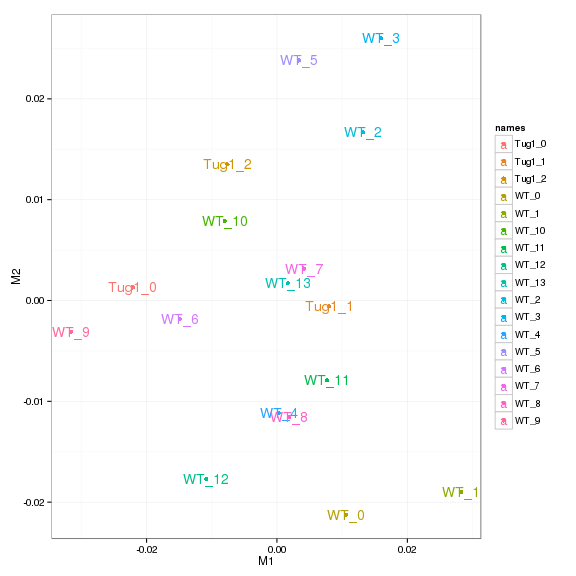 WT_3
WT_5
WT_2
Tug1_2
WT_10
WT_7
WT_13
Tug1_0
Tug1_1
WT_6
WT_9
WT_11
WT_4
WT_8
WT_12
WT_1
WT_0
0.02
0.01
0.00
-0.01
-0.02
M2
-0.02
0.00
0.02
M1
names
a Tug1_0
a Tug1_1
a Tug1_2
a WT_0
a WT_1
a WT_10
a WT_11
a WT_12
a WT_13
a WT_2
a WT_3
a WT_4
a WT_5
a WT_6
a WT_7
a WT_8
a WT_9